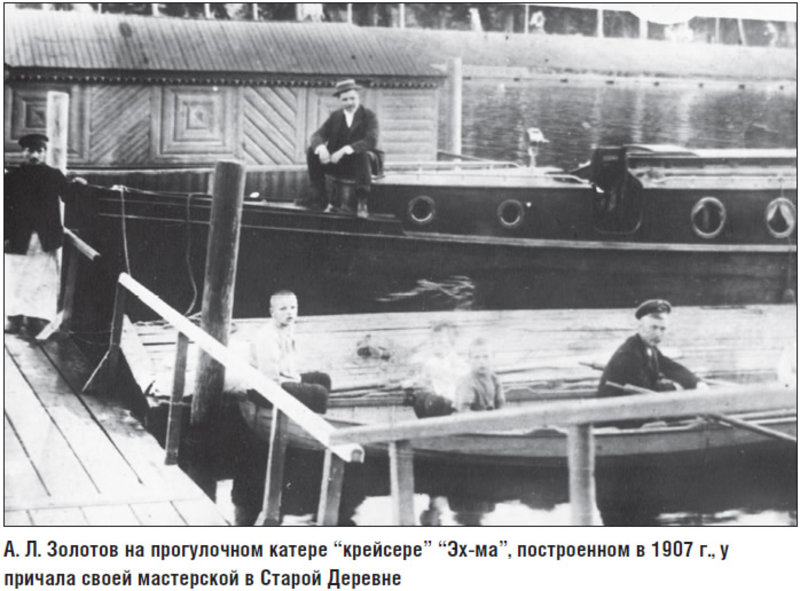 А. Л. Золотов на прогулочном катере “крейсере” “Эх-ма”, построенном в 1907 г., у
причала своей мастерской в Старой Деревне